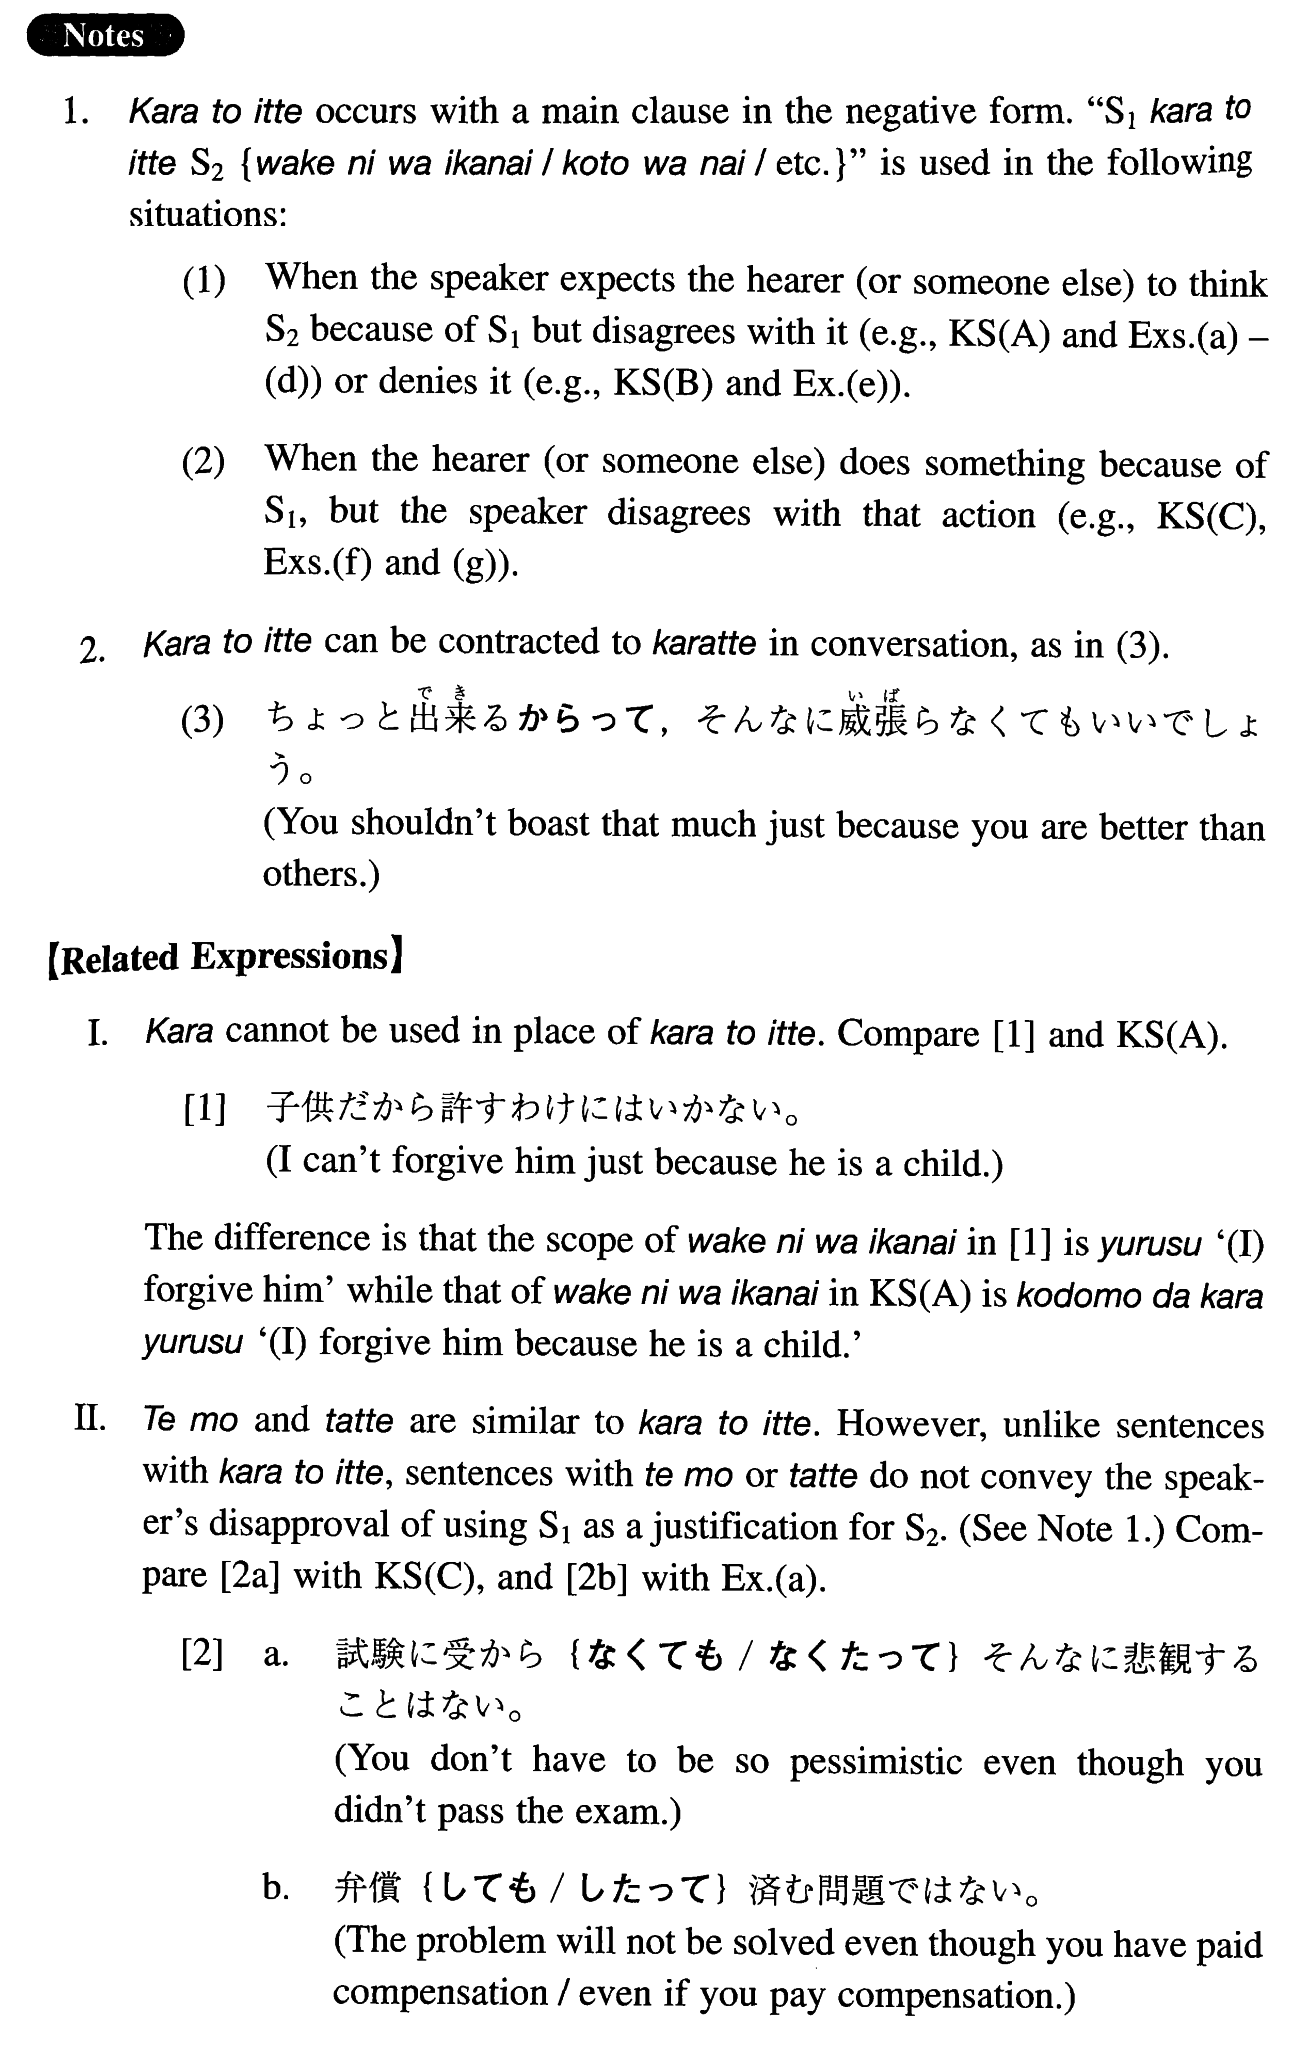 Notes
1. Kara to itte occurs with a main clause in the negative form. “S₁ kara to
itte S₂ {wake ni wa ikanai / koto wa nai / etc.}” is used in the following
situations:
(1) When the speaker expects the hearer (or someone else) to think
S₂ because of S₁ but disagrees with it (e.g., KS(A) and Exs.(a) –
(d)) or denies it (e.g., KS(B) and Ex.(e)).
(2) When the hearer (or someone else) does something because of
S₁, but the speaker disagrees with that action (e.g., KS(C),
Exs.(f) and (g)).
2. Kara to itte can be contracted to karatte in conversation, as in (3).
で き い ば
(3) ちょっと出来るからって，そんなに威張らなくてもいいでしょ
う。
(You shouldn’t boast that much just because you are better than
others.)
【Related Expressions】
I. Kara cannot be used in place of kara to itte. Compare [1] and KS(A).
[1] 子供だから許すわけにはいかない。
(I can’t forgive him just because he is a child.)
The difference is that the scope of wake ni wa ikanai in [1] is yurusu ‘(I)
forgive him’ while that of wake ni wa ikanai in KS(A) is kodomo da kara
yurusu ‘(I) forgive him because he is a child.’
II. Te mo and tatte are similar to kara to itte. However, unlike sentences
with kara to itte, sentences with te mo or tatte do not convey the speak-
er’s disapproval of using S₁ as a justification for S₂. (See Note 1.) Com-
pare [2a] with KS(C), and [2b] with Ex.(a).
[2] a. 試験に受から {なくても / なくたって} そんなに悲観する
ことはない。
(You don’t have to be so pessimistic even though you
didn’t pass the exam.)
b. 弁償 {しても / したって} 済む問題ではない。
(The problem will not be solved even though you have paid
compensation / even if you pay compensation.)